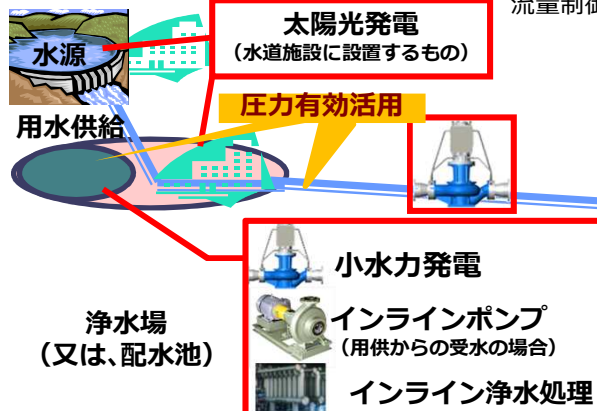 流量制御
太陽光発電
（水道施設に設置するもの）
水源
圧力有効活用
用水供給
小水力発電
浄水場
（又は、配水池）
インラインポンプ
（用供からの受水の場合）
インライン浄水処理